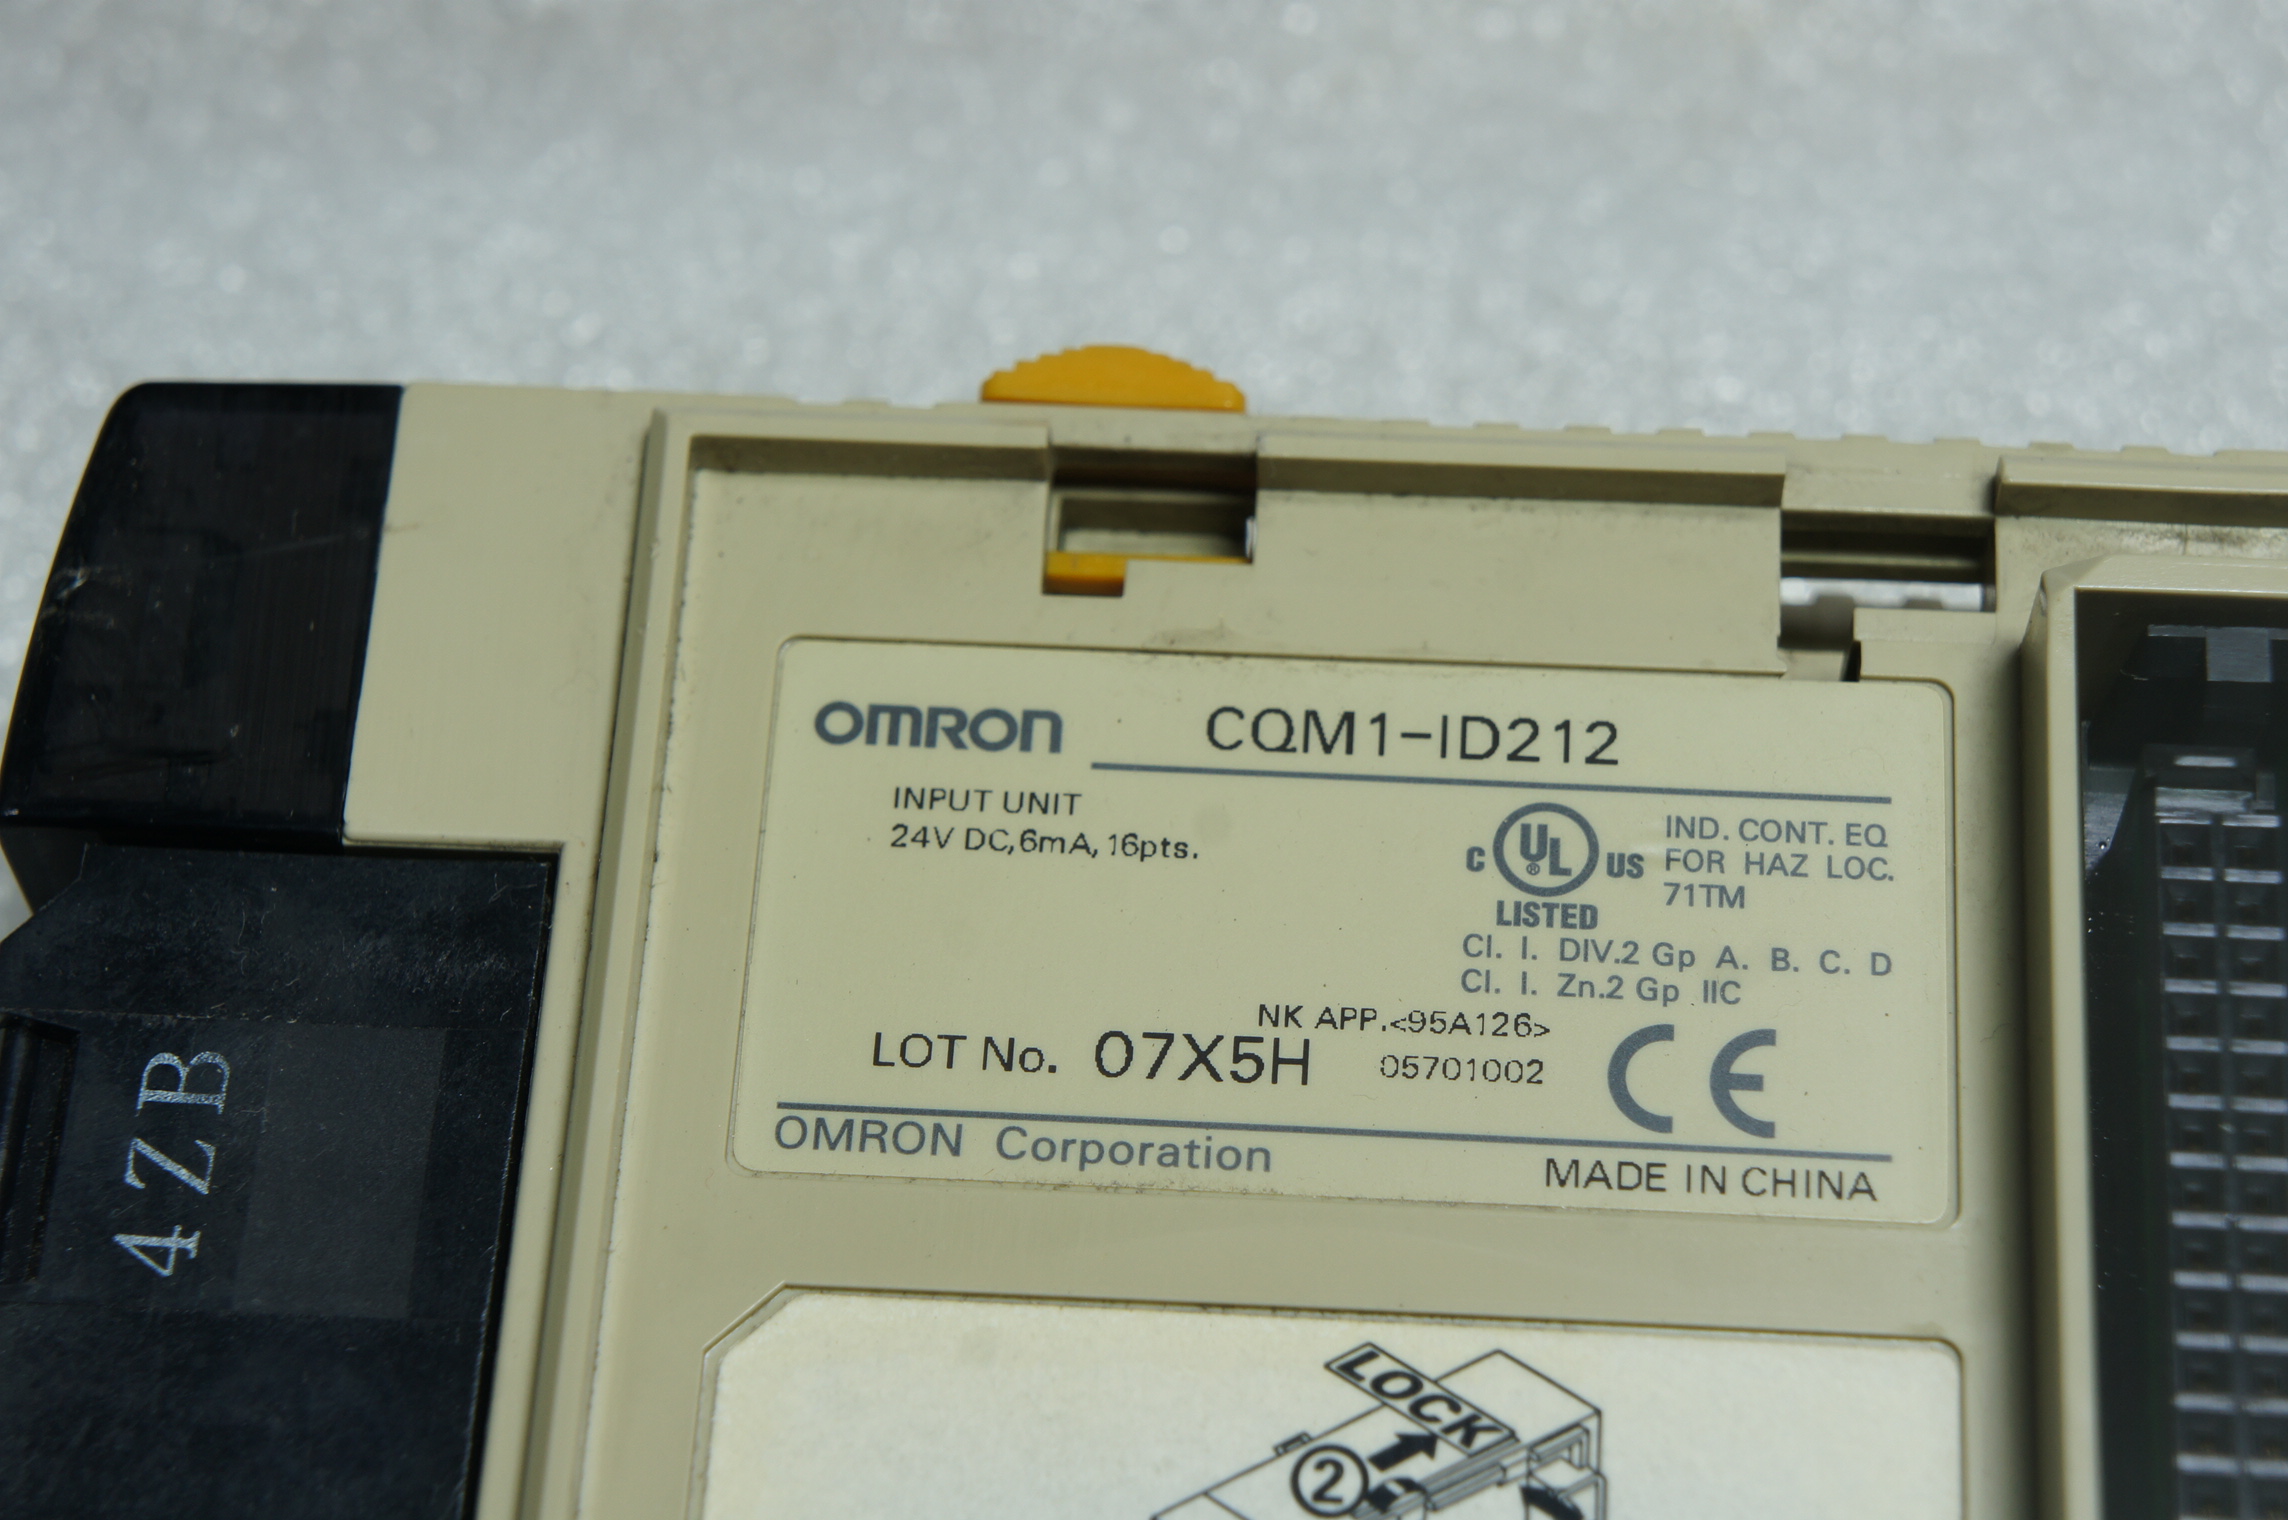 OMRON CQM1-ID212
INPUT UNIT
24V DC,6mA,16pts.
C UL ® US
LISTED
IND. CONT. EQ
FOR HAZ LOC.
71TM
Cl. I. DIV.2 Gp A. B. C. D
Cl. I. Zn.2 Gp IIC
NK APP.<95A126>
LOT No. 07X5H 05701002
CE
OMRON Corporation
MADE IN CHINA
4ZB
LOCK
2